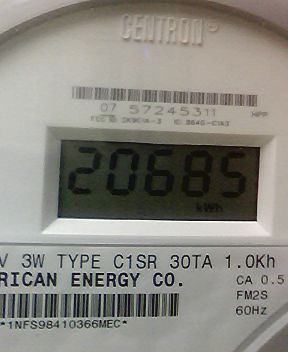 CENTRON
07 57245311 HPP
20685
kWh
V 3W TYPE C1SR 30TA 1.0Kh
RICAN ENERGY CO. CA 0.5
FM2S
*1NFS98410366MEC* 60Hz